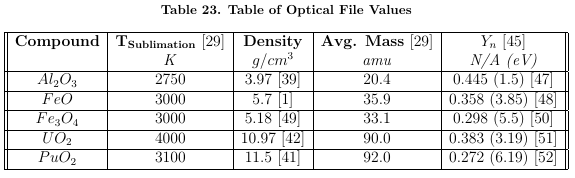 Table 23. Table of Optical File Values
Compound T_Sublimation [29] Density Avg. Mass [29] Y_n [45]
K g/cm^3 amu N/A (eV)
Al_2O_3 2750 3.97 [39] 20.4 0.445 (1.5) [47]
FeO 3000 5.7 [1] 35.9 0.358 (3.85) [48]
Fe_3O_4 3000 5.18 [49] 33.1 0.298 (5.5) [50]
UO_2 4000 10.97 [42] 90.0 0.383 (3.19) [51]
PuO_2 3100 11.5 [41] 92.0 0.272 (6.19) [52]